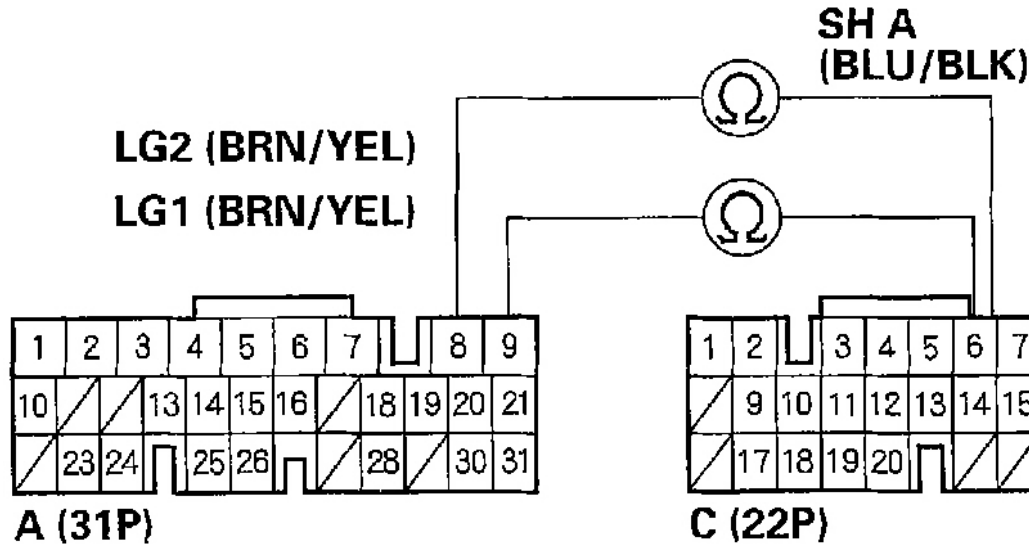 SH A
(BLU/BLK)
Ω
LG2 (BRN/YEL)
LG1 (BRN/YEL)
Ω
1 2 3 4 5 6 7 8 9
10 13 14 15 16 18 19 20 21
23 24 25 26 28 30 31
A (31P)
1 2 3 4 5 6 7
9 10 11 12 13 14 15
17 18 19 20
C (22P)